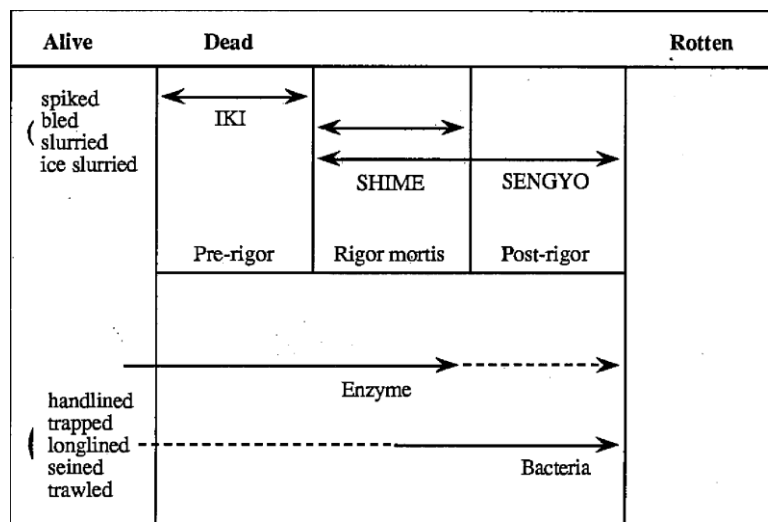 Alive Dead Rotten
spiked
bled
slurried
ice slurried
IKI
SHIME SENGYO
Pre-rigor Rigor mortis Post-rigor
Enzyme
handlined
trapped
longlined
seined
trawled
Bacteria